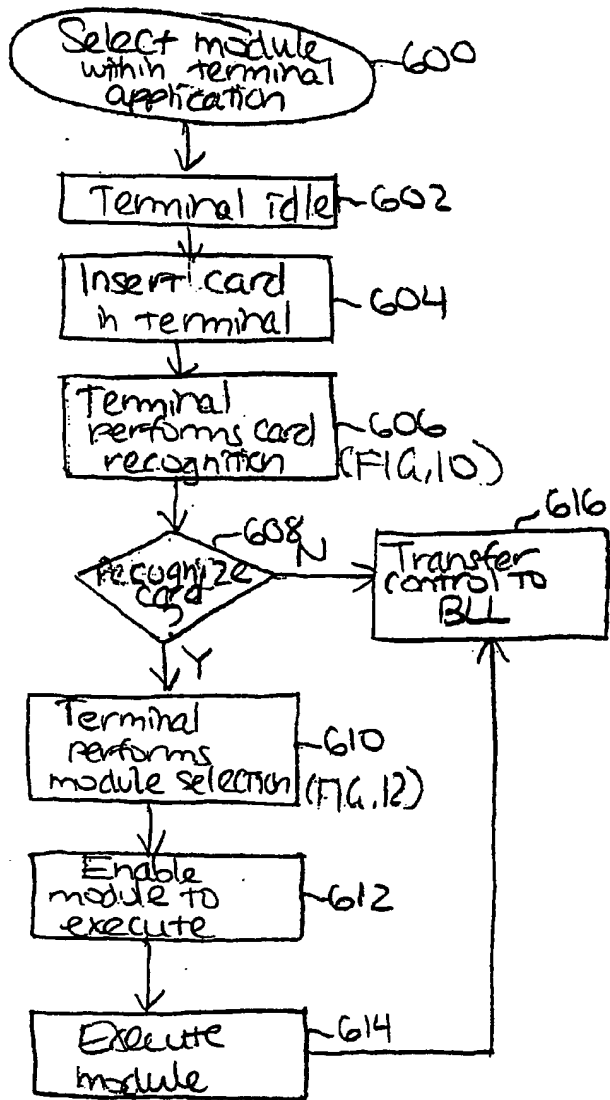 Select module
within terminal
application
600
Terminal idle
602
Insert card
in terminal
604
Terminal
performs card
recognition
606
(FIG. 10)
608
Recognize
card
?
N
616
Transfer
control to
BLL
Y
Terminal
performs
module selection
610
(FIG. 12)
Enable
module to
execute
612
Execute
module
614